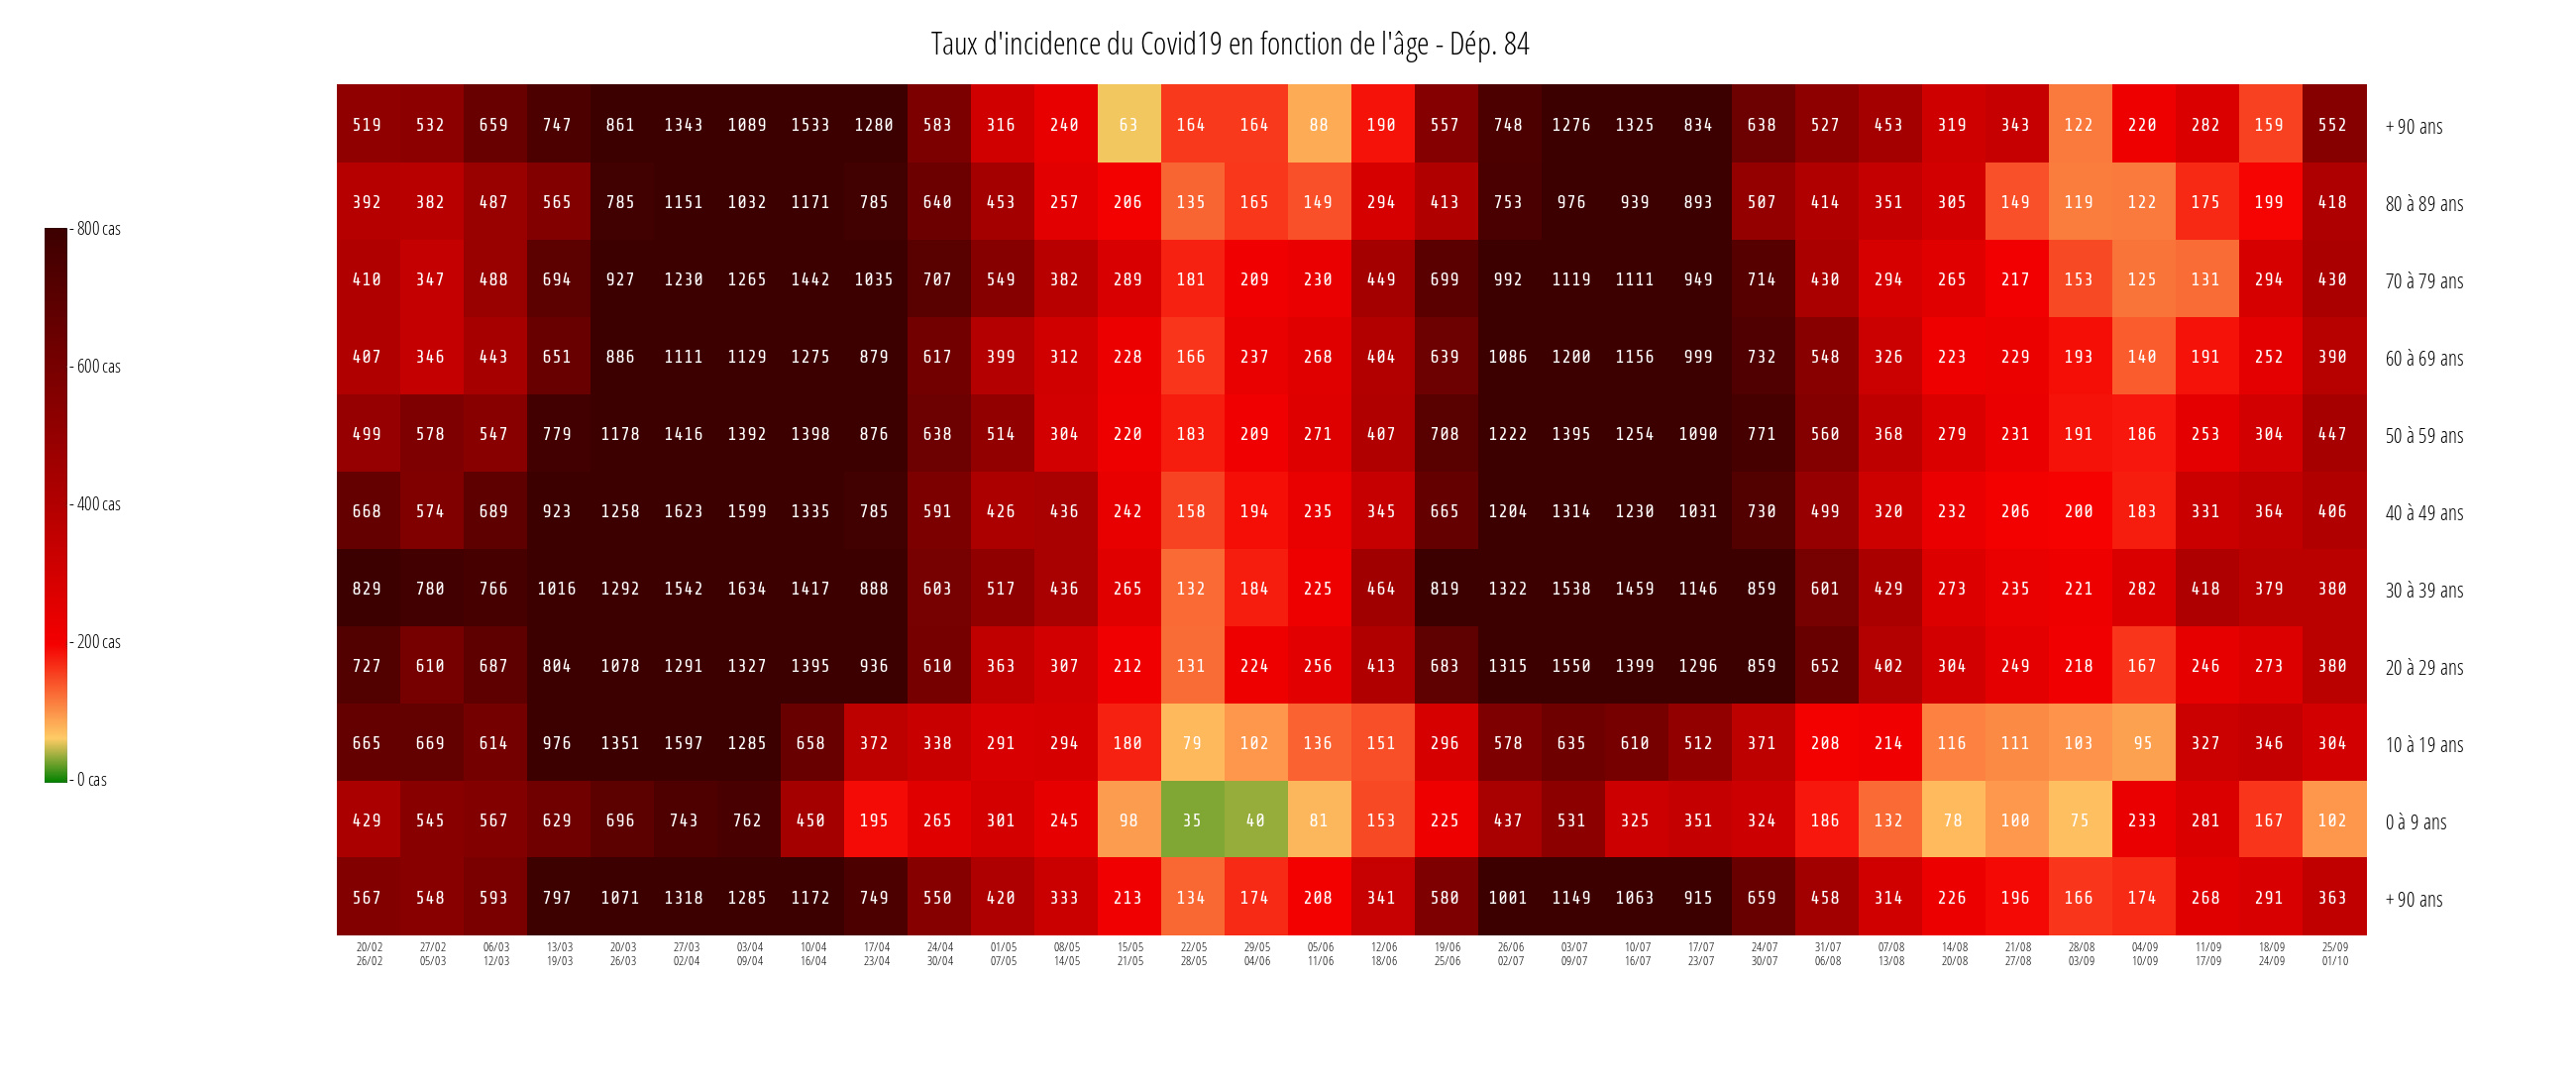 Taux d'incidence du Covid19 en fonction de l'âge - Dép. 84
- 800 cas
- 600 cas
- 400 cas
- 200 cas
- 0 cas
519 532 659 747 861 1343 1089 1533 1280 583 316 240 63 164 164 88 190 557 748 1276 1325 834 638 527 453 319 343 122 220 282 159 552 + 90 ans
392 382 487 565 785 1151 1032 1171 785 640 453 257 206 135 165 149 294 413 753 976 939 893 507 414 351 305 149 119 122 175 199 418 80 à 89 ans
410 347 488 694 927 1230 1265 1442 1035 707 549 382 289 181 209 230 449 699 992 1119 1111 949 714 430 294 265 217 153 125 131 294 430 70 à 79 ans
407 346 443 651 886 1111 1129 1275 879 617 399 312 228 166 237 268 404 639 1086 1200 1156 999 732 548 326 223 229 193 140 191 252 390 60 à 69 ans
499 578 547 779 1178 1416 1392 1398 876 638 514 304 220 183 209 271 407 708 1222 1395 1254 1090 771 560 368 279 231 191 186 253 304 447 50 à 59 ans
668 574 689 923 1258 1623 1599 1335 785 591 426 436 242 158 194 235 345 665 1204 1314 1230 1031 730 499 320 232 206 200 183 331 364 406 40 à 49 ans
829 780 766 1016 1292 1542 1634 1417 888 603 517 436 265 132 184 225 464 819 1322 1538 1459 1146 859 601 429 273 235 221 282 418 379 380 30 à 39 ans
727 610 687 804 1078 1291 1327 1395 936 610 363 307 212 131 224 256 413 683 1315 1550 1399 1296 859 652 402 304 249 218 167 246 273 380 20 à 29 ans
665 669 614 976 1351 1597 1285 658 372 338 291 294 180 79 102 136 151 296 578 635 610 512 371 208 214 116 111 103 95 327 346 304 10 à 19 ans
429 545 567 629 696 743 762 450 195 265 301 245 98 35 40 81 153 225 437 531 325 351 324 186 132 78 100 75 233 281 167 102 0 à 9 ans
567 548 593 797 1071 1318 1285 1172 749 550 420 333 213 134 174 208 341 580 1001 1149 1063 915 659 458 314 226 196 166 174 268 291 363 + 90 ans
20/02 27/02 06/03 13/03 20/03 27/03 03/04 10/04 17/04 24/04 01/05 08/05 15/05 22/05 29/05 05/06 12/06 19/06 26/06 03/07 10/07 17/07 24/07 31/07 07/08 14/08 21/08 28/08 04/09 11/09 18/09 25/09
26/02 05/03 12/03 19/03 26/03 02/04 09/04 16/04 23/04 30/04 07/05 14/05 21/05 28/05 04/06 11/06 18/06 25/06 02/07 09/07 16/07 23/07 30/07 06/08 13/08 20/08 27/08 03/09 10/09 17/09 24/09 01/10